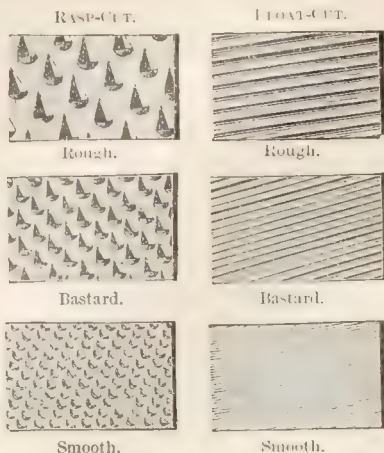 RASP-CUT.
FLOAT-CUT.
Rough.
Rough.
Bastard.
Bastard.
Smooth.
Smooth.